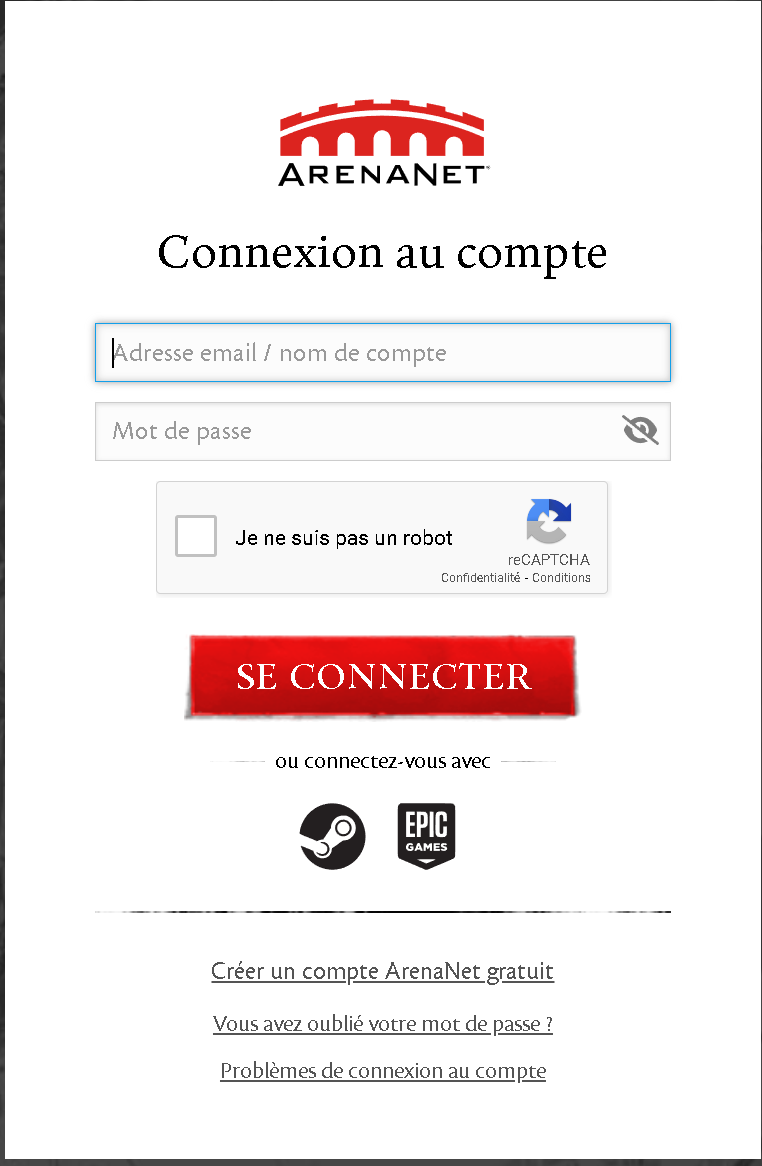 ARENANET
Connexion au compte
Adresse email / nom de compte
Mot de passe
Je ne suis pas un robot
reCAPTCHA
Confidentialité - Conditions
SE CONNECTER
ou connectez-vous avec
EPIC
GAMES
Créer un compte ArenaNet gratuit
Vous avez oublié votre mot de passe ?
Problèmes de connexion au compte